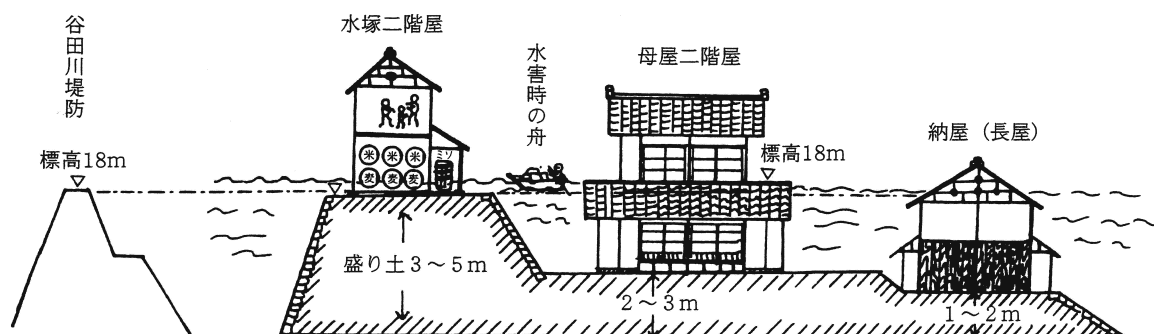 谷田川堤防
標高18m
水塚二階屋
米 米 米
麦 麦 麦
ミソ
盛り土3～5m
水害時の舟
母屋二階屋
標高18m
2～3m
納屋（長屋）
1～2m